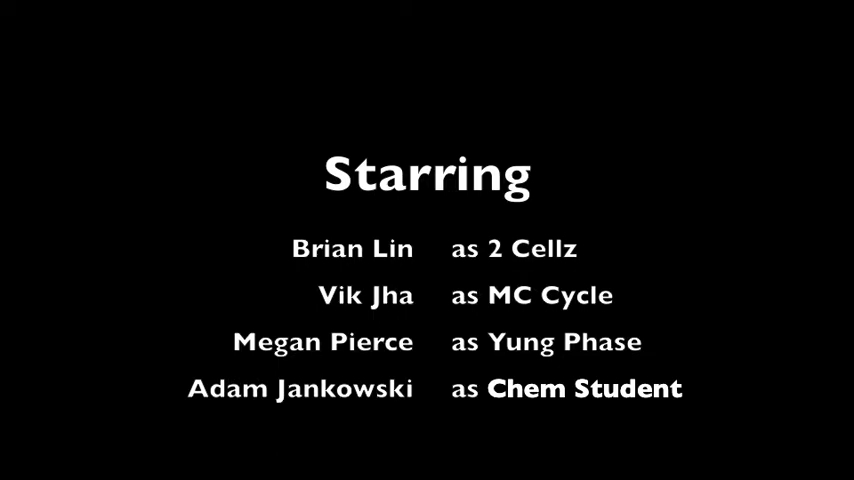 Starring
Brian Lin as 2 Cellz
Vik Jha as MC Cycle
Megan Pierce as Yung Phase
Adam Jankowski as Chem Student